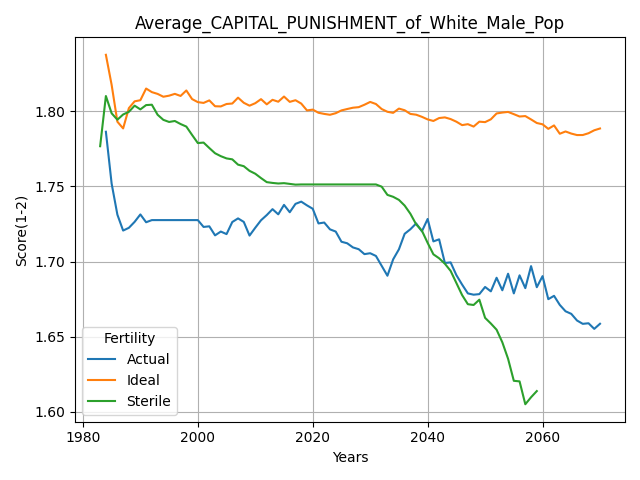 Average_CAPITAL_PUNISHMENT_of_White_Male_Pop
Score(1-2)
1.80
1.75
1.70
1.65
1.60
Fertility
Actual
Ideal
Sterile
1980
2000
2020
2040
2060
Years